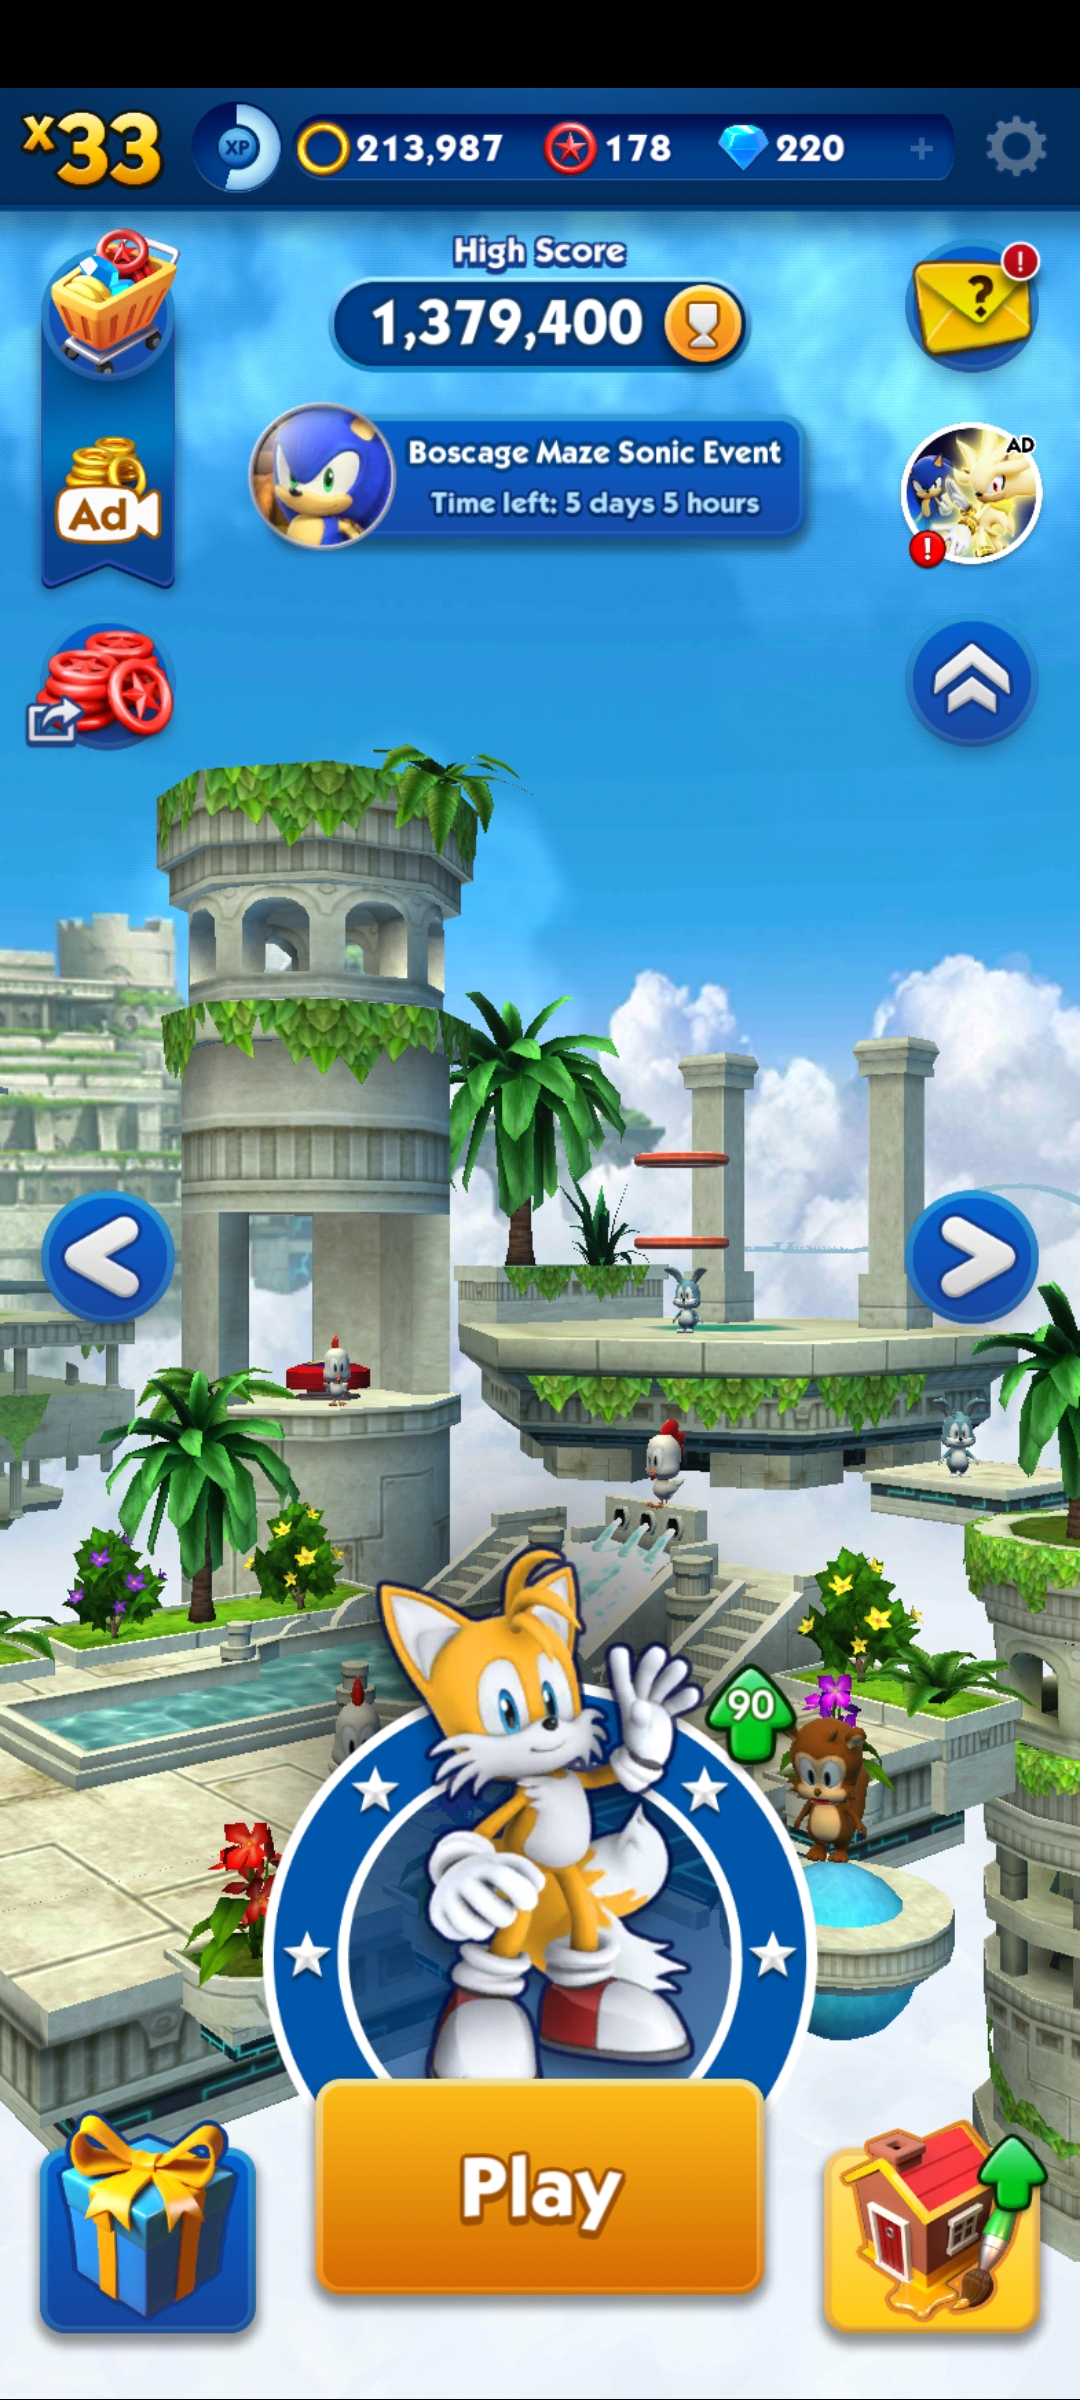 x33
XP
213,987
178
220
High Score
1,379,400
?
!
Boscage Maze Sonic Event
Time left: 5 days 5 hours
AD
!
Ad
90
Play